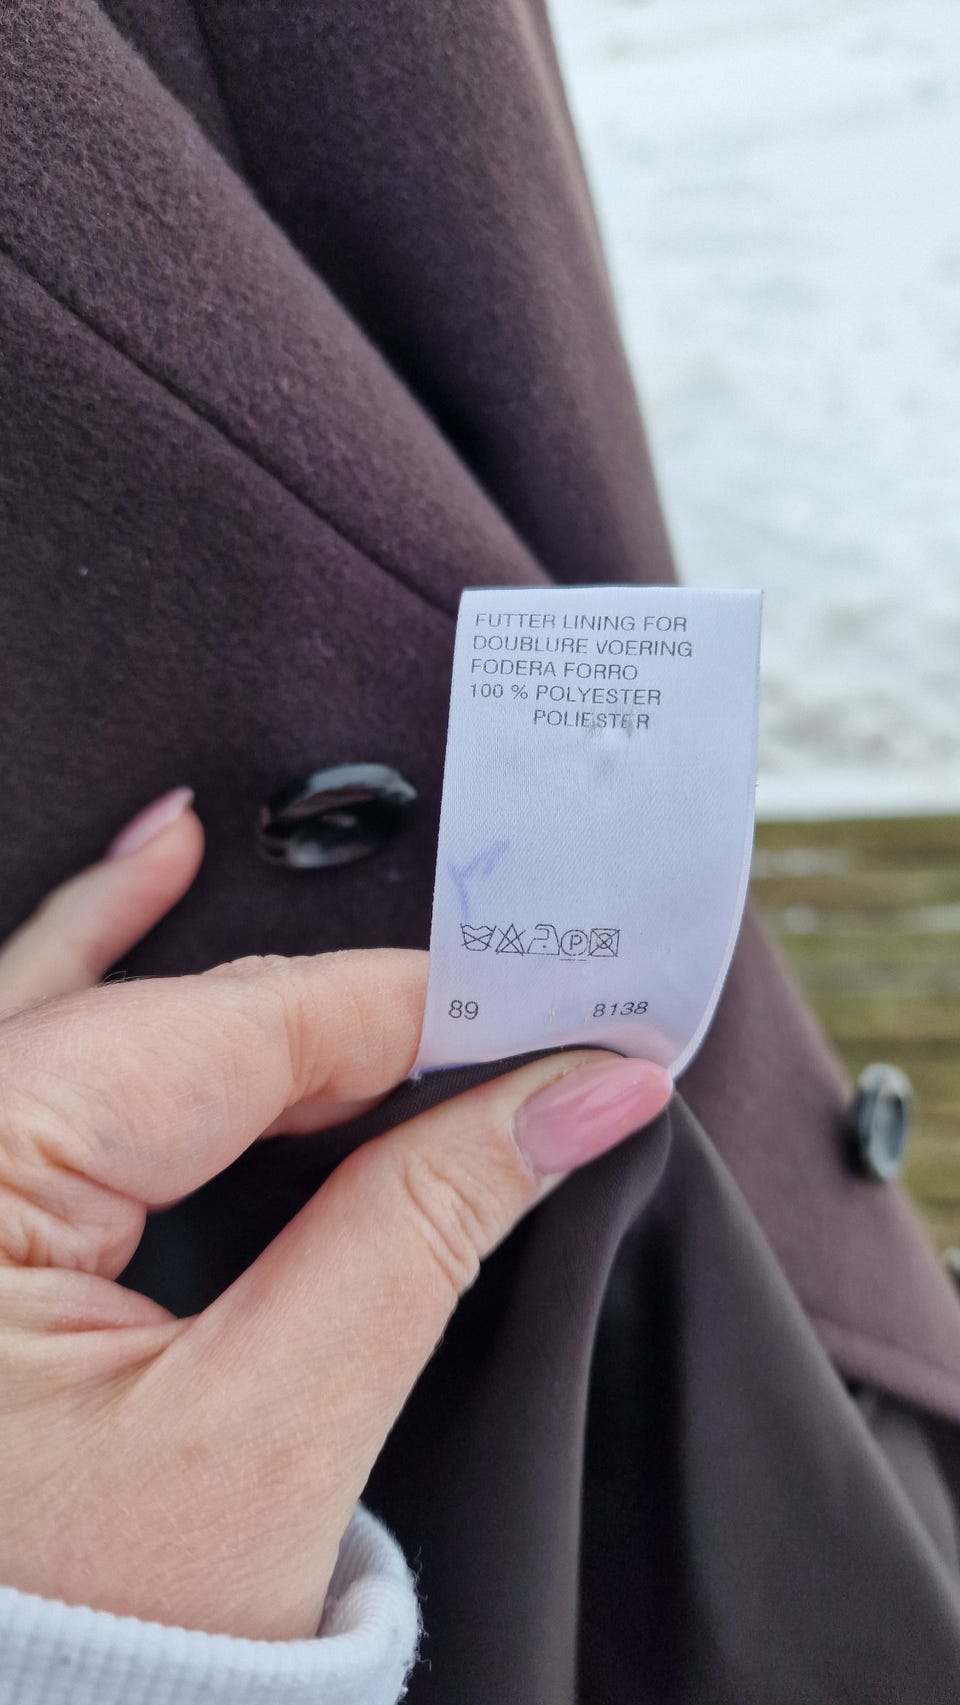 FUTTER LINING FOR
DOUBLURE VOERING
FODERA FORRO
100 % POLYESTER
POLIESTER
P
89 8138